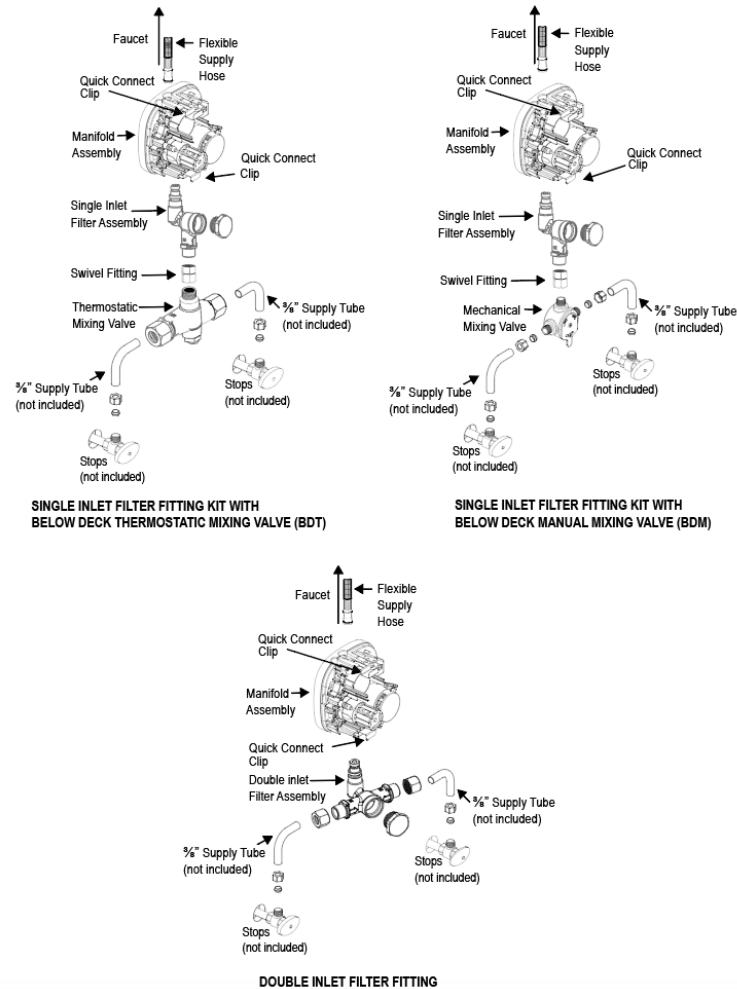 Faucet
Flexible
Supply
Hose
Quick Connect
Clip
Manifold
Assembly
Quick Connect
Clip
Single Inlet
Filter Assembly
Swivel Fitting
Thermostatic
Mixing Valve
⅜" Supply Tube
(not included)
⅜" Supply Tube
(not included)
Stops
(not included)
Stops
(not included)
SINGLE INLET FILTER FITTING KIT WITH
BELOW DECK THERMOSTATIC MIXING VALVE (BDT)
Faucet
Flexible
Supply
Hose
Quick Connect
Clip
Manifold
Assembly
Quick Connect
Clip
Single Inlet
Filter Assembly
Swivel Fitting
Mechanical
Mixing Valve
⅜" Supply Tube
(not included)
Stops
(not included)
⅜" Supply Tube
(not included)
Stops
(not included)
SINGLE INLET FILTER FITTING KIT WITH
BELOW DECK MANUAL MIXING VALVE (BDM)
Faucet
Flexible
Supply
Hose
Quick Connect
Clip
Manifold
Assembly
Quick Connect
Clip
Double inlet
Filter Assembly
⅜" Supply Tube
(not included)
⅜" Supply Tube
(not included)
Stops
(not included)
Stops
(not included)
DOUBLE INLET FILTER FITTING